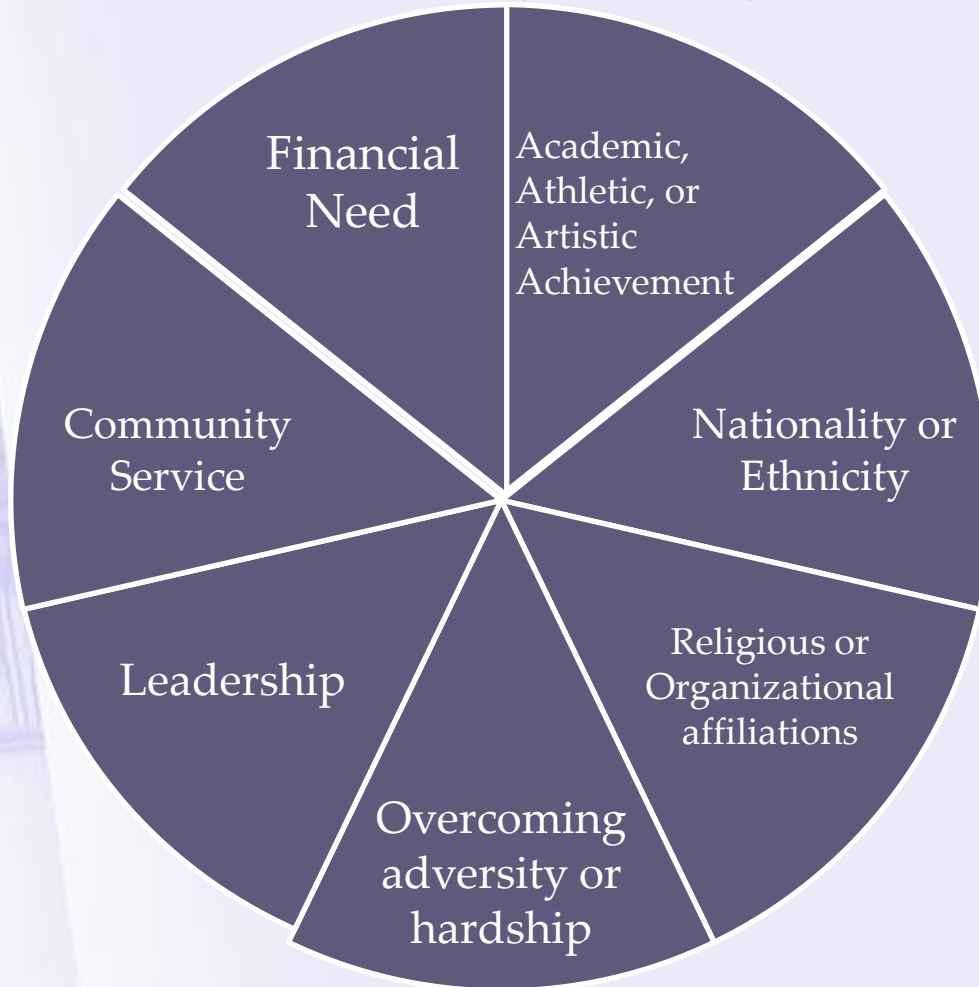 Financial
Need
Academic,
Athletic, or
Artistic
Achievement
Nationality or
Ethnicity
Religious or
Organizational
affiliations
Overcoming
adversity or
hardship
Leadership
Community
Service